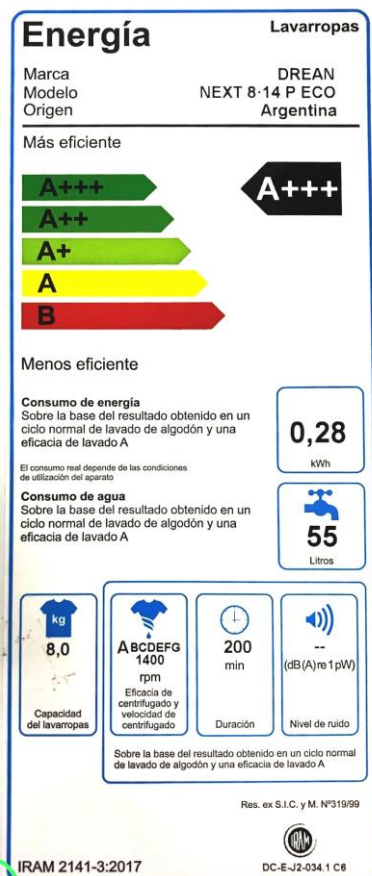 Energía
Lavarropas
Marca DREAN
Modelo NEXT 8·14 P ECO
Origen Argentina
Más eficiente
A+++
A+++
A++
A+
A
B
Menos eficiente
Consumo de energía
Sobre la base del resultado obtenido en un
ciclo normal de lavado de algodón y una
eficacia de lavado A
El consumo real depende de las condiciones
de utilización del aparato
0,28
kWh
Consumo de agua
Sobre la base del resultado obtenido en un
ciclo normal de lavado de algodón y una
eficacia de lavado A
55
Litros
kg
8,0
Capacidad
del lavarropas
ABCDEFG
1400
rpm
Eficacia de
centrifugado y
velocidad de
centrifugado
200
min
Duración
--
(dB(A)re1pW)
Nivel de ruido
Sobre la base del resultado obtenido en un ciclo normal
de lavado de algodón y una eficacia de lavado A
Res. ex S.I.C. y M. Nº319/99
IRAM
IRAM 2141-3:2017
DC-E-J2-034.1 C6